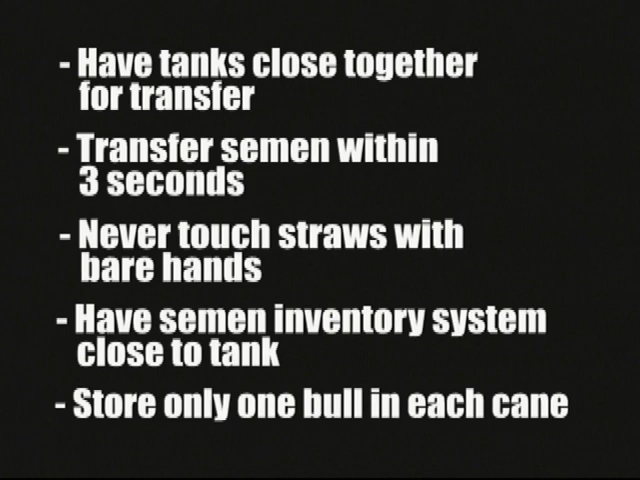 - Have tanks close together
for transfer
- Transfer semen within
3 seconds
- Never touch straws with
bare hands
- Have semen inventory system
close to tank
- Store only one bull in each cane